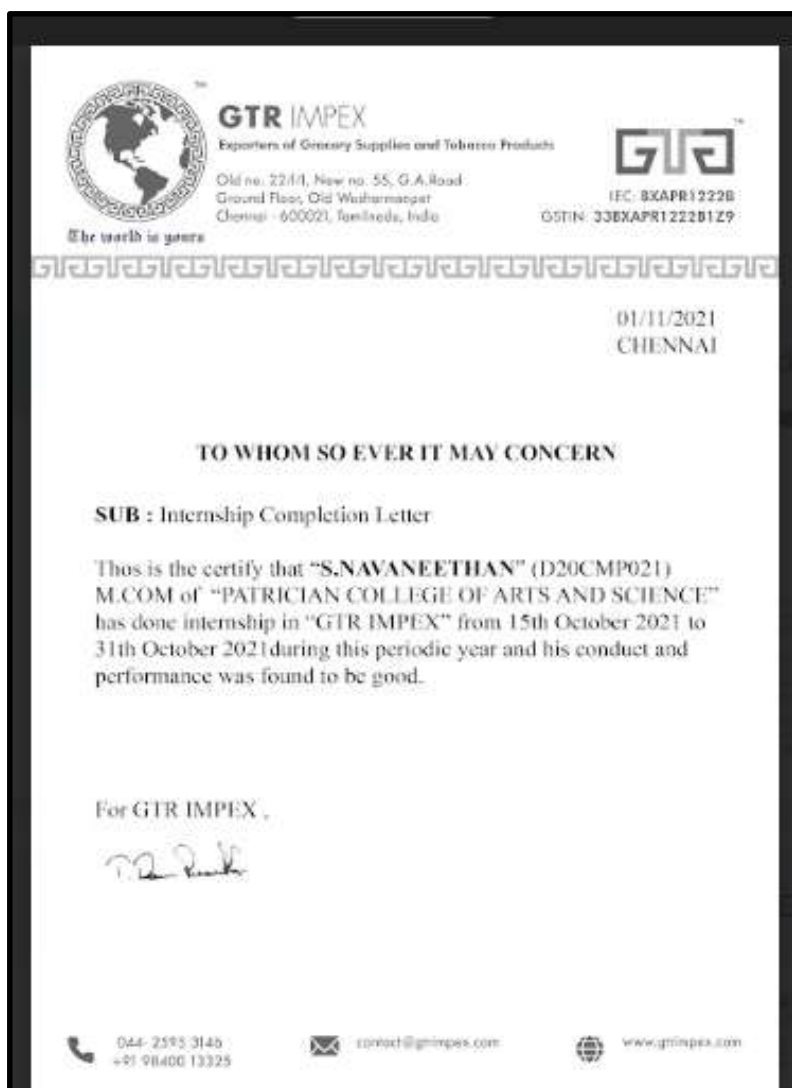 GTR IMPEX
Exporters of Grocery Supplies and Tobacco Products
Old no. 22/41, New no. 55, G.A.Road
Ground Floor, Old Washarmanpet
Chennai - 600021, Tamilnadu, India
The world is yours
IEC: BXAPR1222B
GSTIN: 33BXAPR1222B1Z9
01/11/2021
CHENNAI
TO WHOM SO EVER IT MAY CONCERN
SUB : Internship Completion Letter
Thos is the certify that “S.NAVANEETHAN” (D20CMP021)
M.COM of “PATRICIAN COLLEGE OF ARTS AND SCIENCE”
has done internship in “GTR IMPEX” from 15th October 2021 to
31th October 2021during this periodic year and his conduct and
performance was found to be good.
For GTR IMPEX ,
044- 2595 3146
+91 98400 13325
contact@gtrimpex.com
www.gtrimpex.com